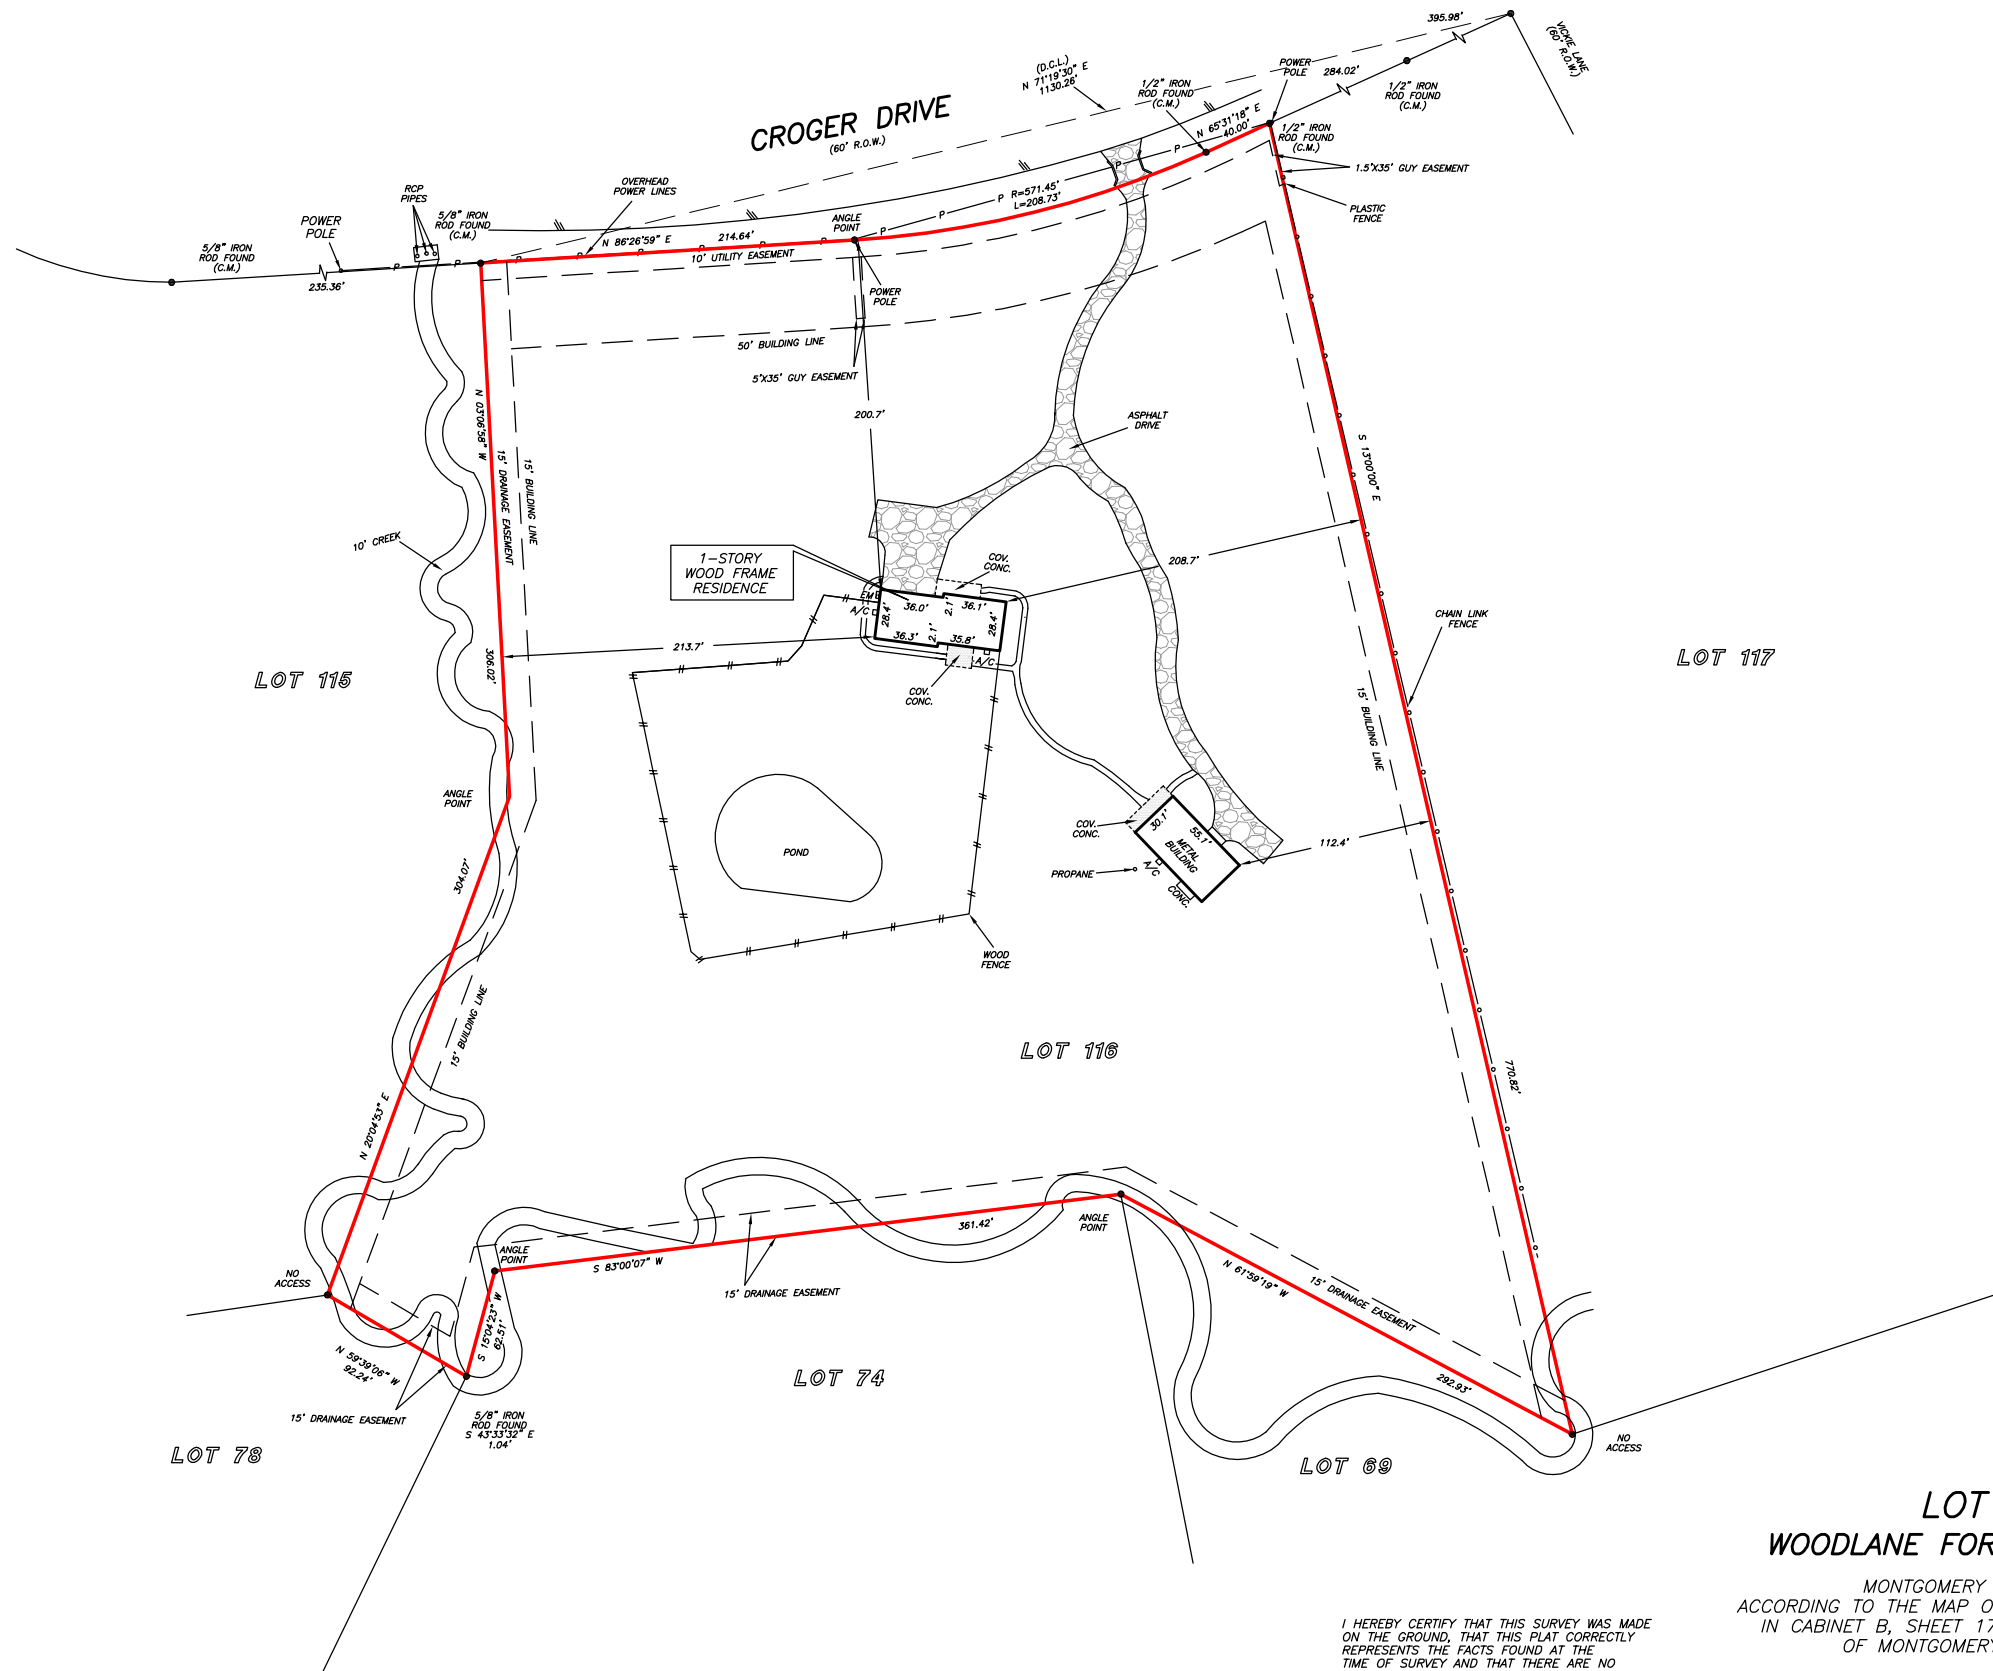 395.98'
VICKIE LANE
(60' R.O.W.)
(D.C.L.)
N 71°19'30" E
1130.26'
POWER
POLE
284.02'
1/2" IRON
ROD FOUND
(C.M.)
1/2" IRON
ROD FOUND
(C.M.)
CROGER DRIVE
(60' R.O.W.)
N 65°31'18" E
40.00'
1/2" IRON
ROD FOUND
(C.M.)
1.5'X35' GUY EASEMENT
PLASTIC
FENCE
RCP
PIPES
OVERHEAD
POWER LINES
POWER
POLE
5/8" IRON
ROD FOUND
(C.M.)
5/8" IRON
ROD FOUND
(C.M.)
235.36'
P
P
P
P
P
P
P
P
P
P
P
P
N 86°26'59" E
214.64'
10' UTILITY EASEMENT
ANGLE
POINT
R=571.45'
L=208.73'
POWER
POLE
50' BUILDING LINE
5'X35' GUY EASEMENT
200.7'
ASPHALT
DRIVE
N 03°06'58" W
15' DRAINAGE EASEMENT
15' BUILDING LINE
S 13°00'00" E
10' CREEK
1-STORY
WOOD FRAME
RESIDENCE
COV.
CONC.
208.7'
EM
A/C
36.0'
2.1'
36.1'
28.4'
28.4'
36.3'
2.1'
35.8'
A/C
213.7'
COV.
CONC.
306.02'
CHAIN LINK
FENCE
LOT 115
LOT 117
15' BUILDING LINE
ANGLE
POINT
POND
COV.
CONC.
30.1'
55.1'
METAL
BUILDING
112.4'
PROPANE
A/C
CONC.
304.07'
WOOD
FENCE
15' BUILDING LINE
LOT 116
770.82'
N 20°04'53" E
NO
ACCESS
ANGLE
POINT
S 83°00'07" W
361.42'
15' DRAINAGE EASEMENT
ANGLE
POINT
N 61°59'19" W
15' DRAINAGE EASEMENT
292.93'
S 15°04'23" W
62.51'
N 59°39'06" W
92.24'
15' DRAINAGE EASEMENT
5/8" IRON
ROD FOUND
S 43°33'32" E
1.04'
LOT 74
LOT 78
LOT 69
NO
ACCESS
LOT
WOODLANE FOR
MONTGOMERY
ACCORDING TO THE MAP O
IN CABINET B, SHEET 17
OF MONTGOMERY
I HEREBY CERTIFY THAT THIS SURVEY WAS MADE
ON THE GROUND, THAT THIS PLAT CORRECTLY
REPRESENTS THE FACTS FOUND AT THE
TIME OF SURVEY AND THAT THERE ARE NO